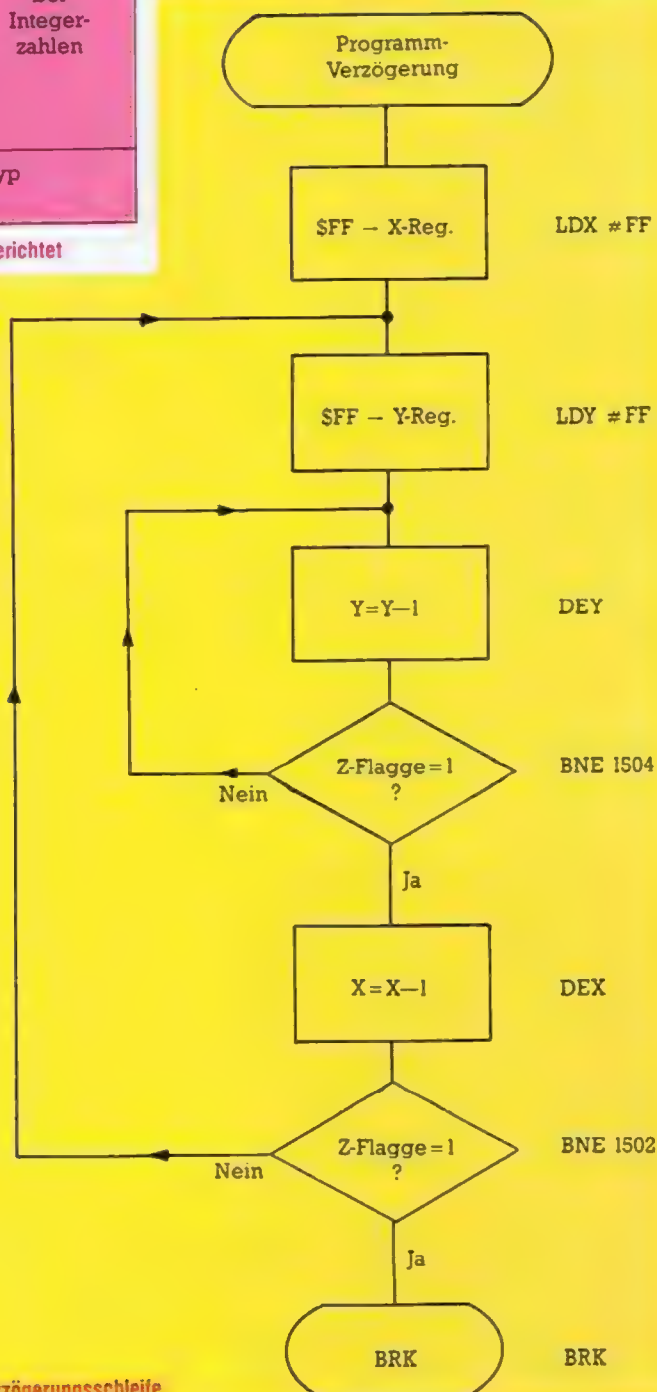 Integer-
zahlen
yp
erichtet
Programm-
Verzögerung
$FF – X-Reg.
LDX #FF
$FF – Y-Reg.
LDY #FF
Y=Y—1
DEY
Z-Flagge=1
?
BNE 1504
Nein
Ja
X=X—1
DEX
Z-Flagge=1
?
BNE 1502
Nein
Ja
BRK
BRK
rzögerungsschleife